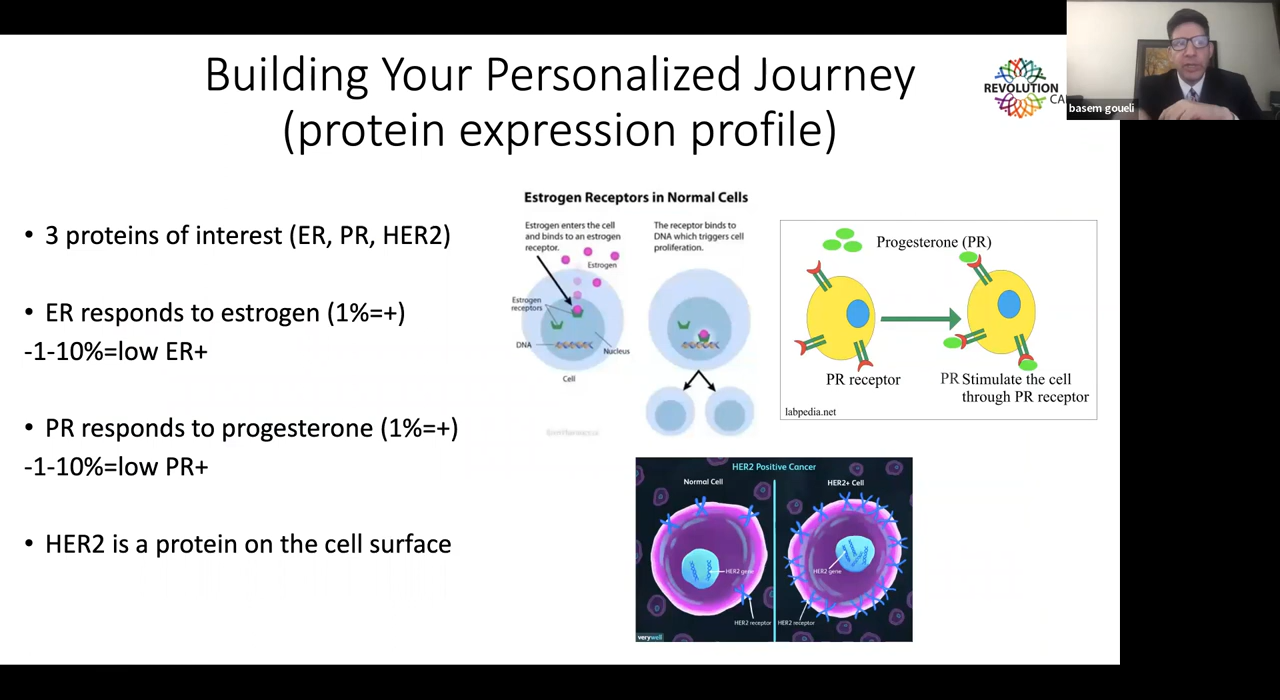 Building Your Personalized Journey
(protein expression profile)
REVOLUTION
CA
basem goueli
• 3 proteins of interest (ER, PR, HER2)
• ER responds to estrogen (1%=+)
-1-10%=low ER+
• PR responds to progesterone (1%=+)
-1-10%=low PR+
• HER2 is a protein on the cell surface
Estrogen Receptors in Normal Cells
Estrogen enters the cell
and binds to an estrogen
receptor.
The receptor binds to
DNA which triggers cell
proliferation.
Estrogen
Estrogen
receptors
DNA
Nucleus
Cell
Progesterone (PR)
PR receptor
PR Stimulate the cell
through PR receptor
labpedia.net
HER2 Positive Cancer
Normal Cell
HER2+ Cell
HER2 gene
HER2 gene
HER2 receptor
HER2 receptor
verywell